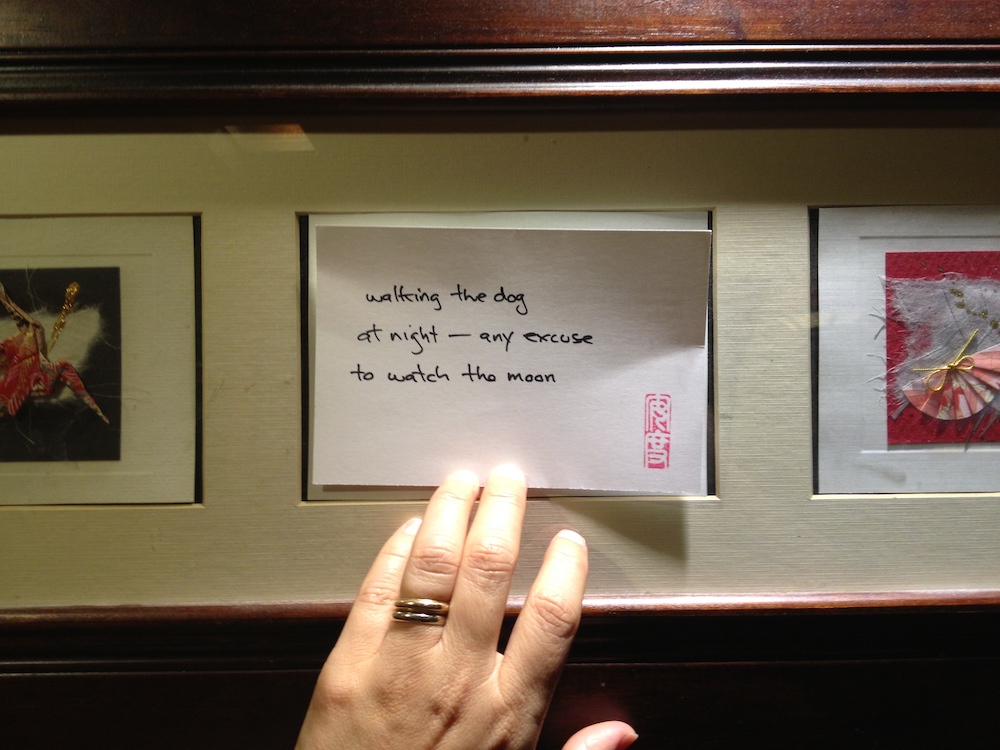 walking the dog
at night — any excuse
to watch the moon